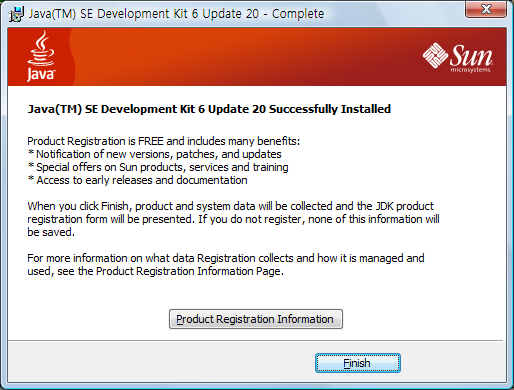 Java(TM) SE Development Kit 6 Update 20 - Complete
Java
Sun
microsystems
Java(TM) SE Development Kit 6 Update 20 Successfully Installed
Product Registration is FREE and includes many benefits:
* Notification of new versions, patches, and updates
* Special offers on Sun products, services and training
* Access to early releases and documentation
When you click Finish, product and system data will be collected and the JDK product
registration form will be presented. If you do not register, none of this information will
be saved.
For more information on what data Registration collects and how it is managed and
used, see the Product Registration Information Page.
Product Registration Information
Finish